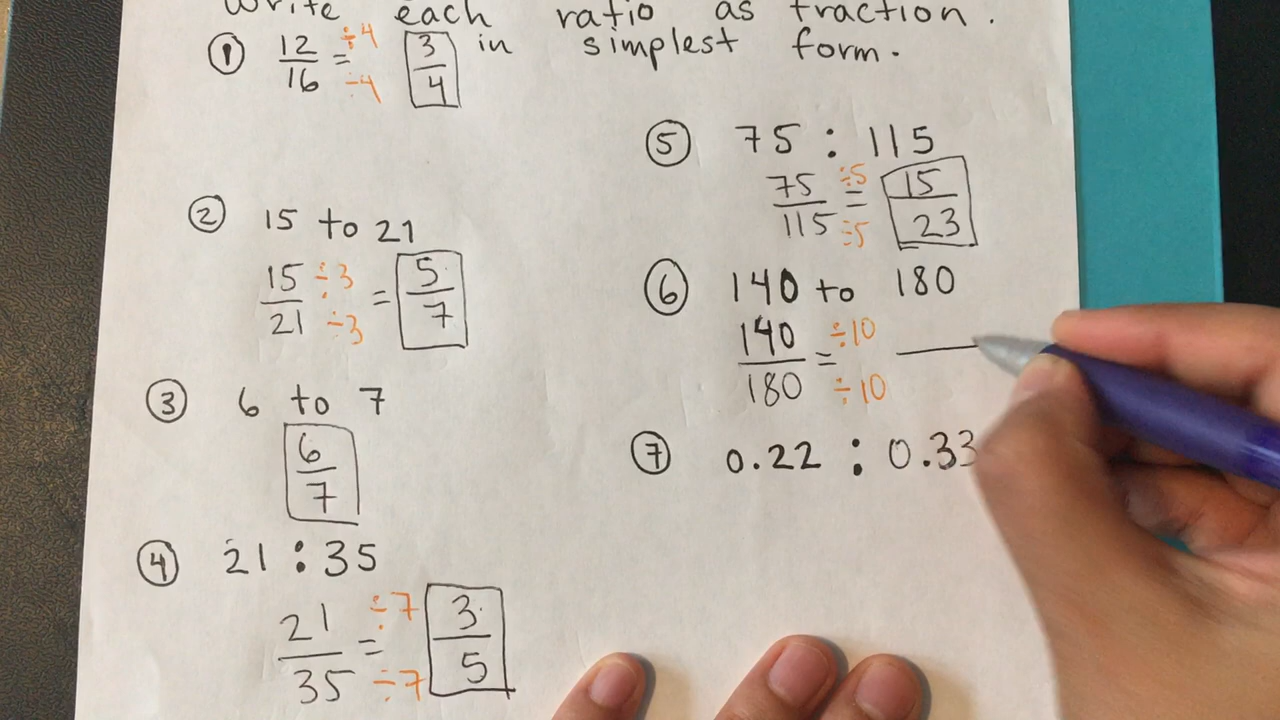 Write each ratio as fraction.
in simplest form.
① 12/16 = ÷4 ÷4 3/4
② 15 to 21
15/21 ÷3 ÷3 = 5/7
③ 6 to 7
6/7
④ 21 : 35
21/35 = ÷7 ÷7 3/5
⑤ 75 : 115
75/115 = ÷5 ÷5 15/23
⑥ 140 to 180
140/180 = ÷10 ÷10
⑦ 0.22 : 0.33